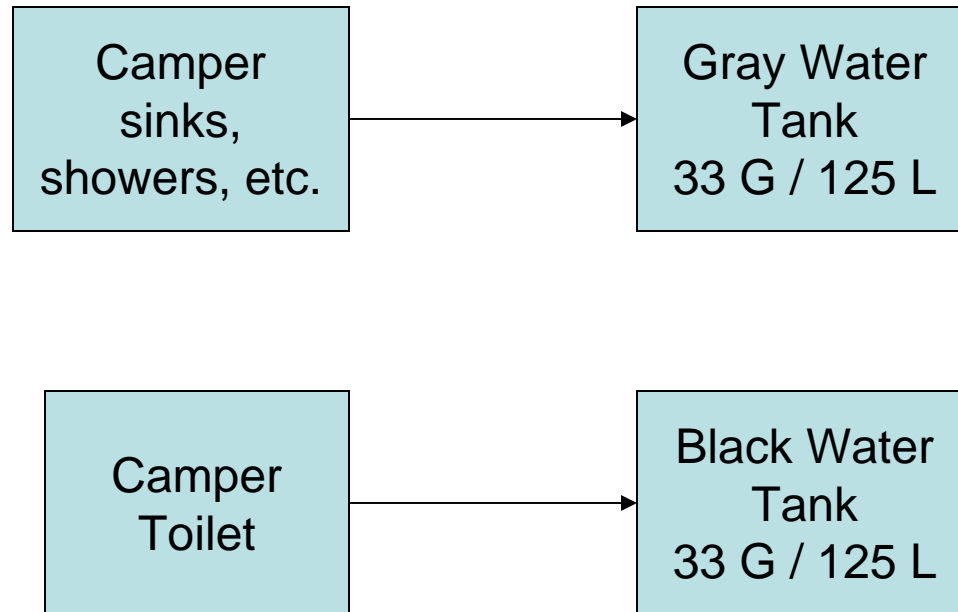 Camper
sinks,
showers, etc.
Gray Water
Tank
33 G / 125 L
Camper
Toilet
Black Water
Tank
33 G / 125 L